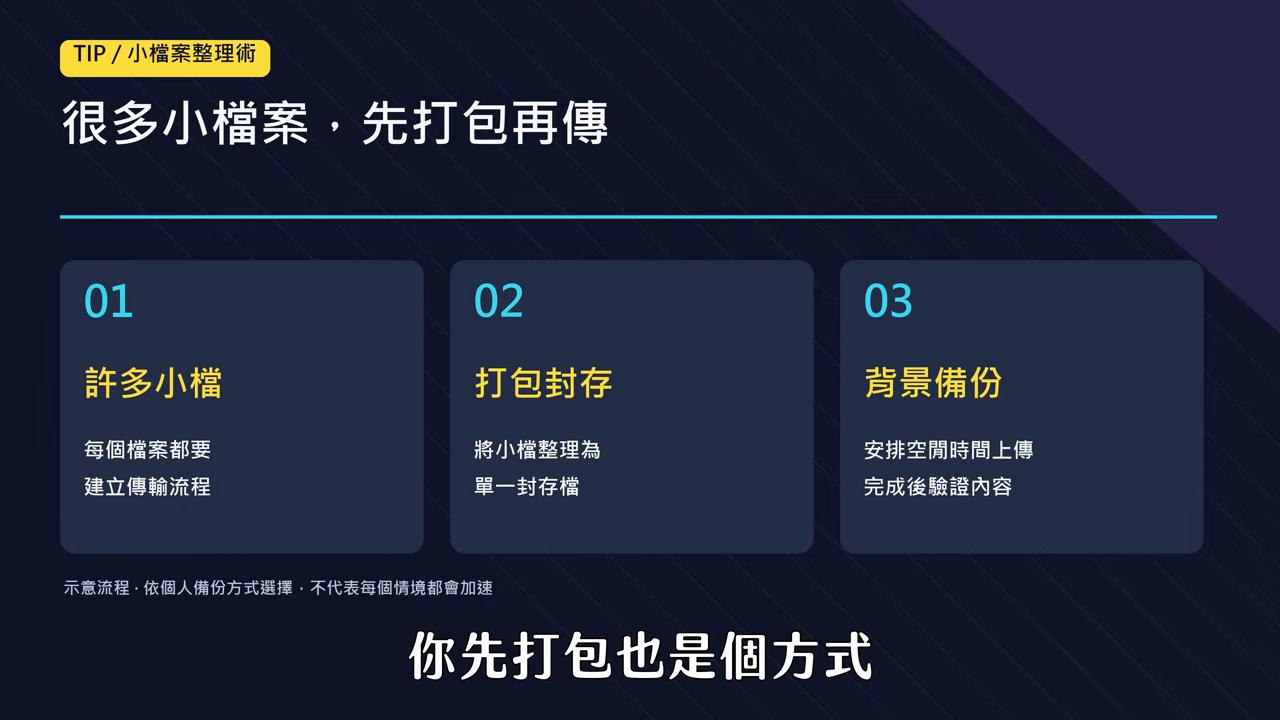 TIP / 小檔案整理術
很多小檔案，先打包再傳
01
許多小檔
每個檔案都要
建立傳輸流程
02
打包封存
將小檔整理為
單一封存檔
03
背景備份
安排空閒時間上傳
完成後驗證內容
示意流程 · 依個人備份方式選擇，不代表每個情境都會加速
你先打包也是個方式